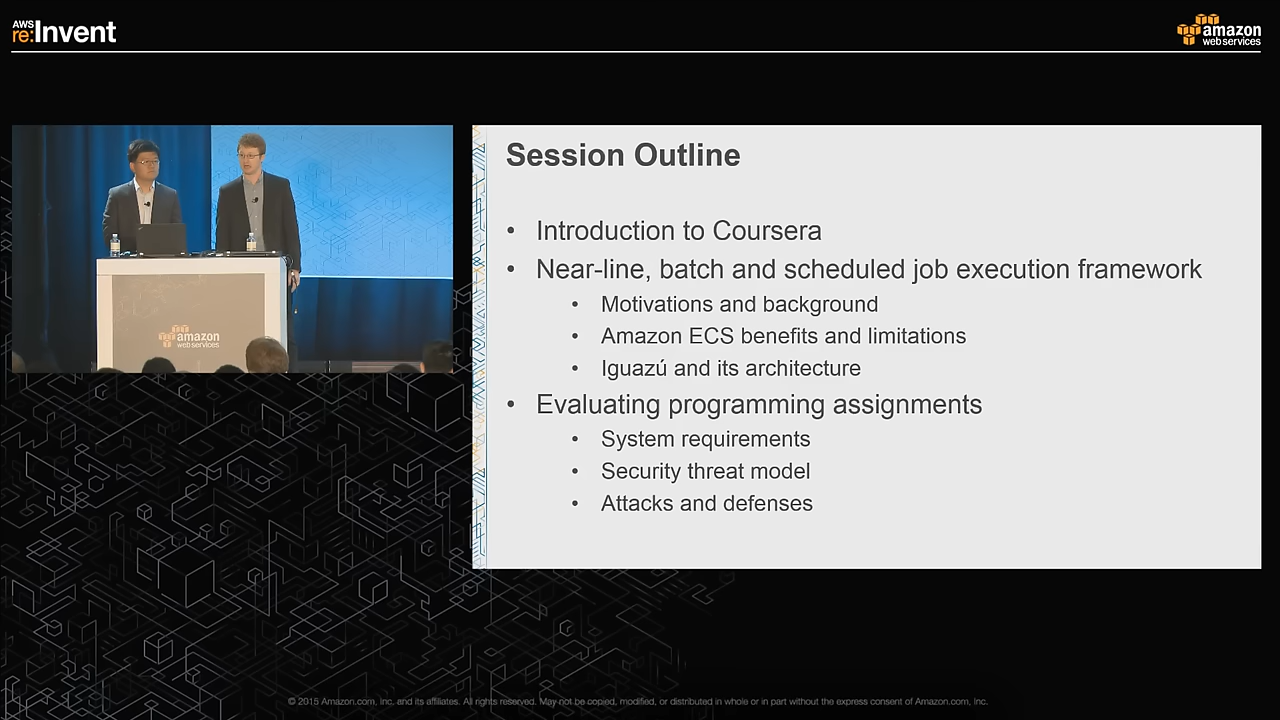 AWS
re:Invent
amazon
web services
amazon
web services
Session Outline
• Introduction to Coursera
• Near-line, batch and scheduled job execution framework
• Motivations and background
• Amazon ECS benefits and limitations
• Iguazú and its architecture
• Evaluating programming assignments
• System requirements
• Security threat model
• Attacks and defenses
© 2015 Amazon.com, Inc. and its affiliates. All rights reserved. May not be copied, modified, or distributed in whole or in part without the express consent of Amazon.com, Inc.